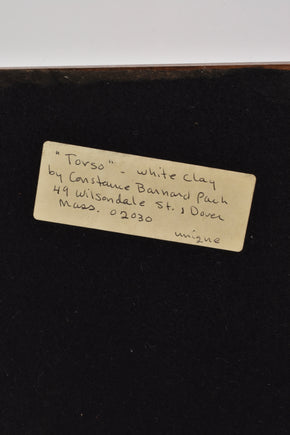 "Torso" - white clay
by Constance Barnard Pach
49 Wilsondale St., Dover
Mass. 02030
unique